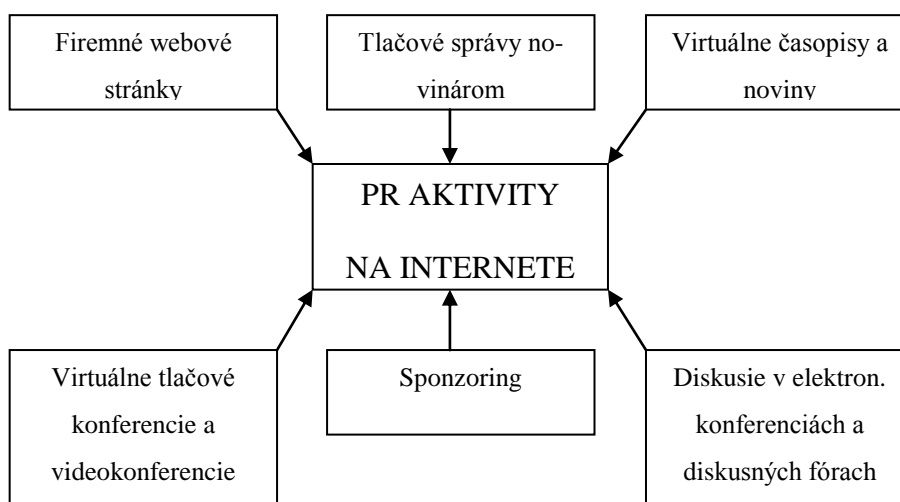 Firemné webové
stránky
Tlačové správy no-
vinárom
Virtuálne časopisy a
noviny
PR AKTIVITY
NA INTERNETE
Virtuálne tlačové
konferencie a
videokonferencie
Sponzoring
Diskusie v elektron.
konferenciách a
diskusných fórach